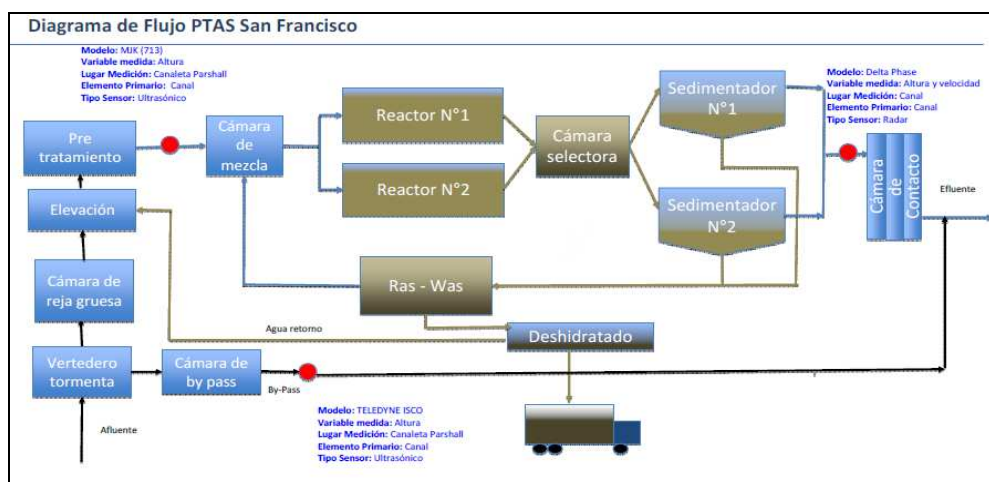 Diagrama de Flujo PTAS San Francisco
Modelo: MJK (713)
Variable medida: Altura
Lugar Medición: Canaleta Parshall
Elemento Primario: Canal
Tipo Sensor: Ultrasónico
Modelo: Delta Phase
Variable medida: Altura y velocidad
Lugar Medición: Canal
Elemento Primario: Canal
Tipo Sensor: Radar
Pre
tratamiento
Cámara
de
mezcla
Reactor N°1
Reactor N°2
Cámara
selectora
Sedimentador
N°1
Sedimentador
N°2
Cámara
de
Contacto
Efluente
Elevación
Cámara de
reja gruesa
Ras - Was
Agua retorno
Deshidratado
Vertedero
tormenta
Cámara de
by pass
By-Pass
Afluente
Modelo: TELEDYNE ISCO
Variable medida: Altura
Lugar Medición: Canaleta Parshall
Elemento Primario: Canal
Tipo Sensor: Ultrasónico